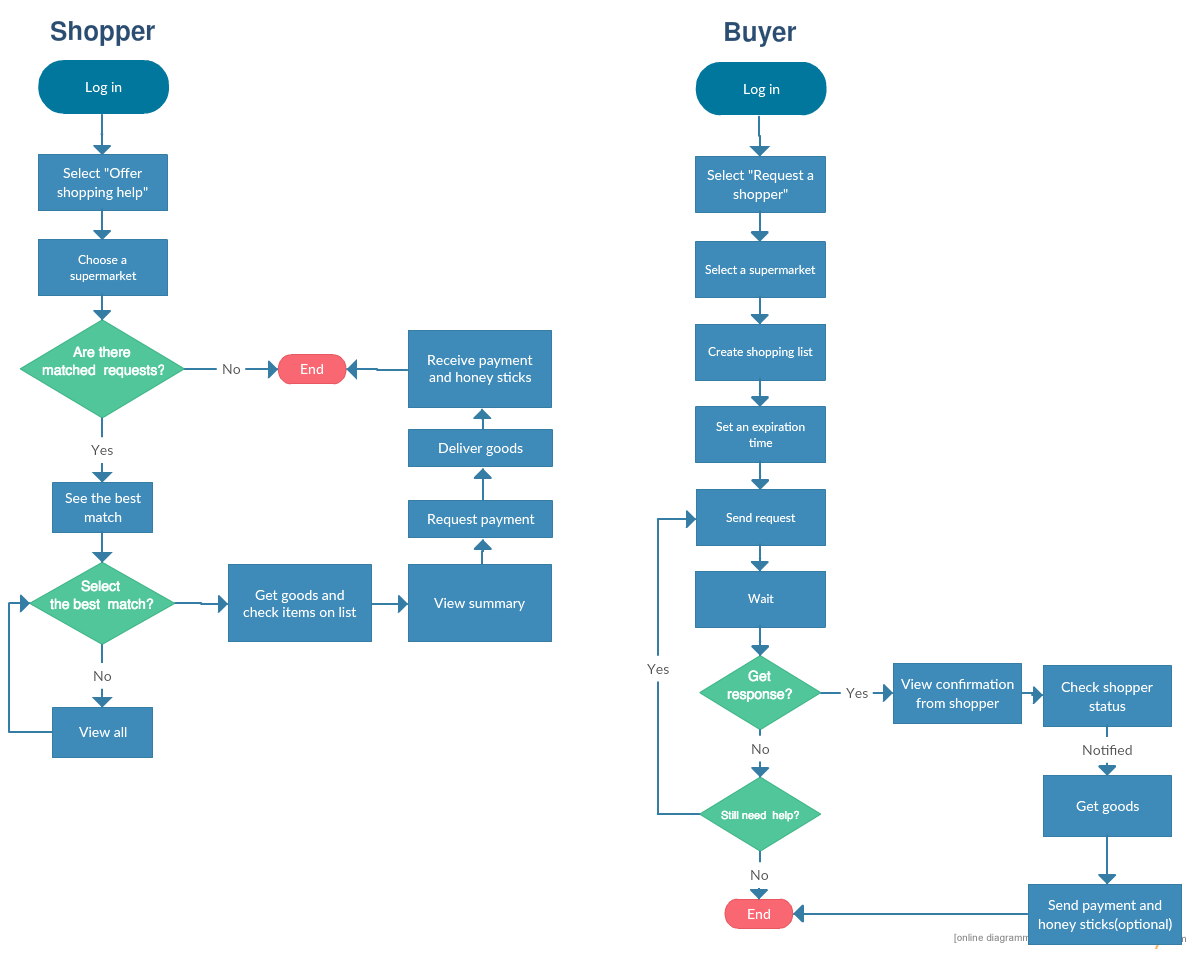 Shopper
Log in
Select "Offer
shopping help"
Choose a
supermarket
Are there
matched requests?
No
End
Receive payment
and honey sticks
Yes
Deliver goods
See the best
match
Request payment
Select
the best match?
Get goods and
check items on list
View summary
No
View all
Buyer
Log in
Select "Request a
shopper"
Select a supermarket
Create shopping list
Set an expiration
time
Send request
Wait
Yes
Get
response?
Yes
View confirmation
from shopper
Check shopper
status
No
Notified
Still need help?
Get goods
No
End
Send payment and
honey sticks(optional)
[online